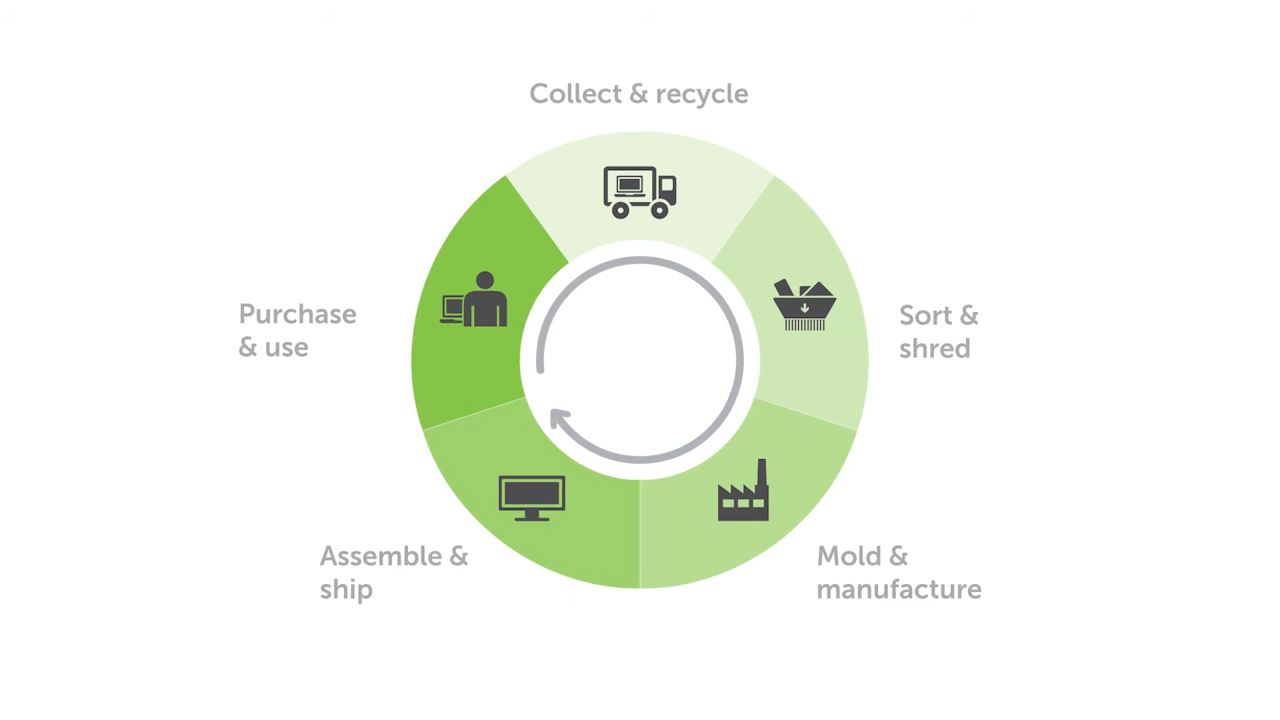 Collect & recycle
Purchase
& use
Sort &
shred
Assemble &
ship
Mold &
manufacture